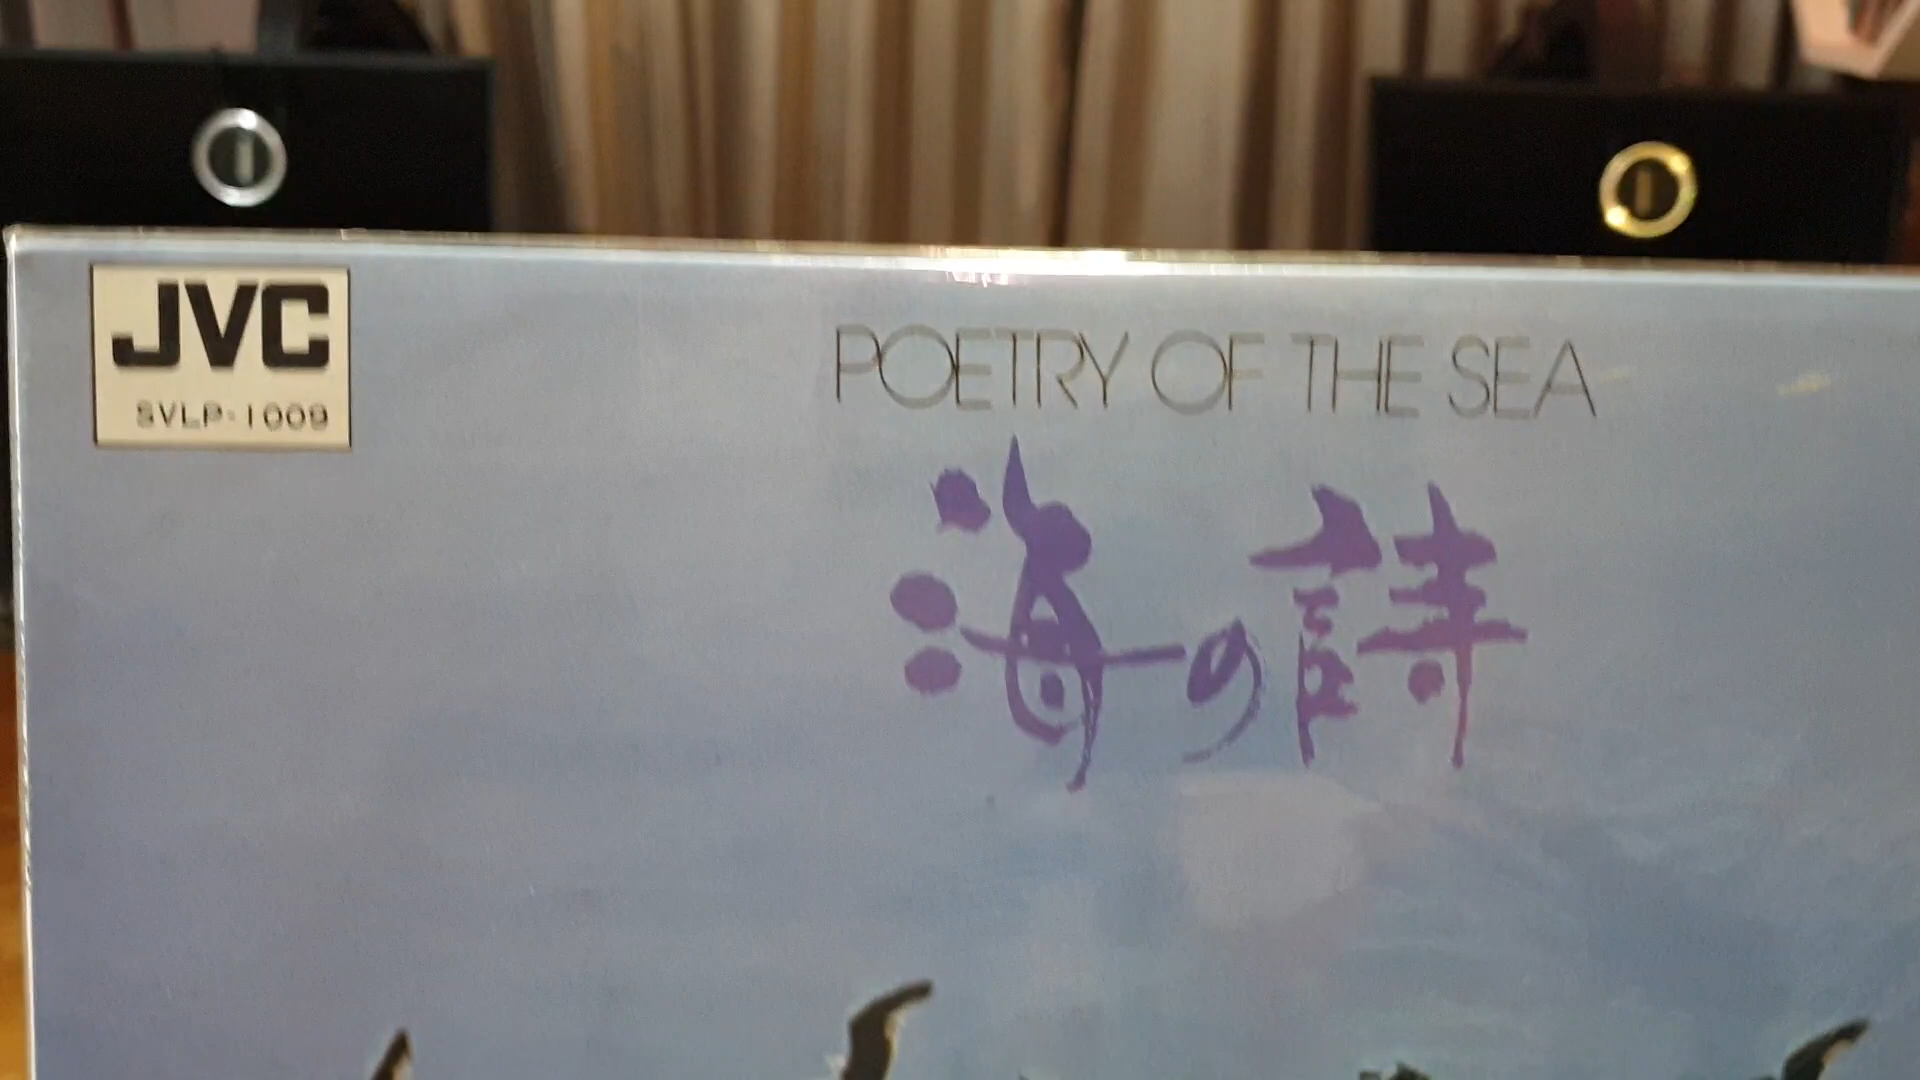 JVC
SVLP-1009
POETRY OF THE SEA
海の詩